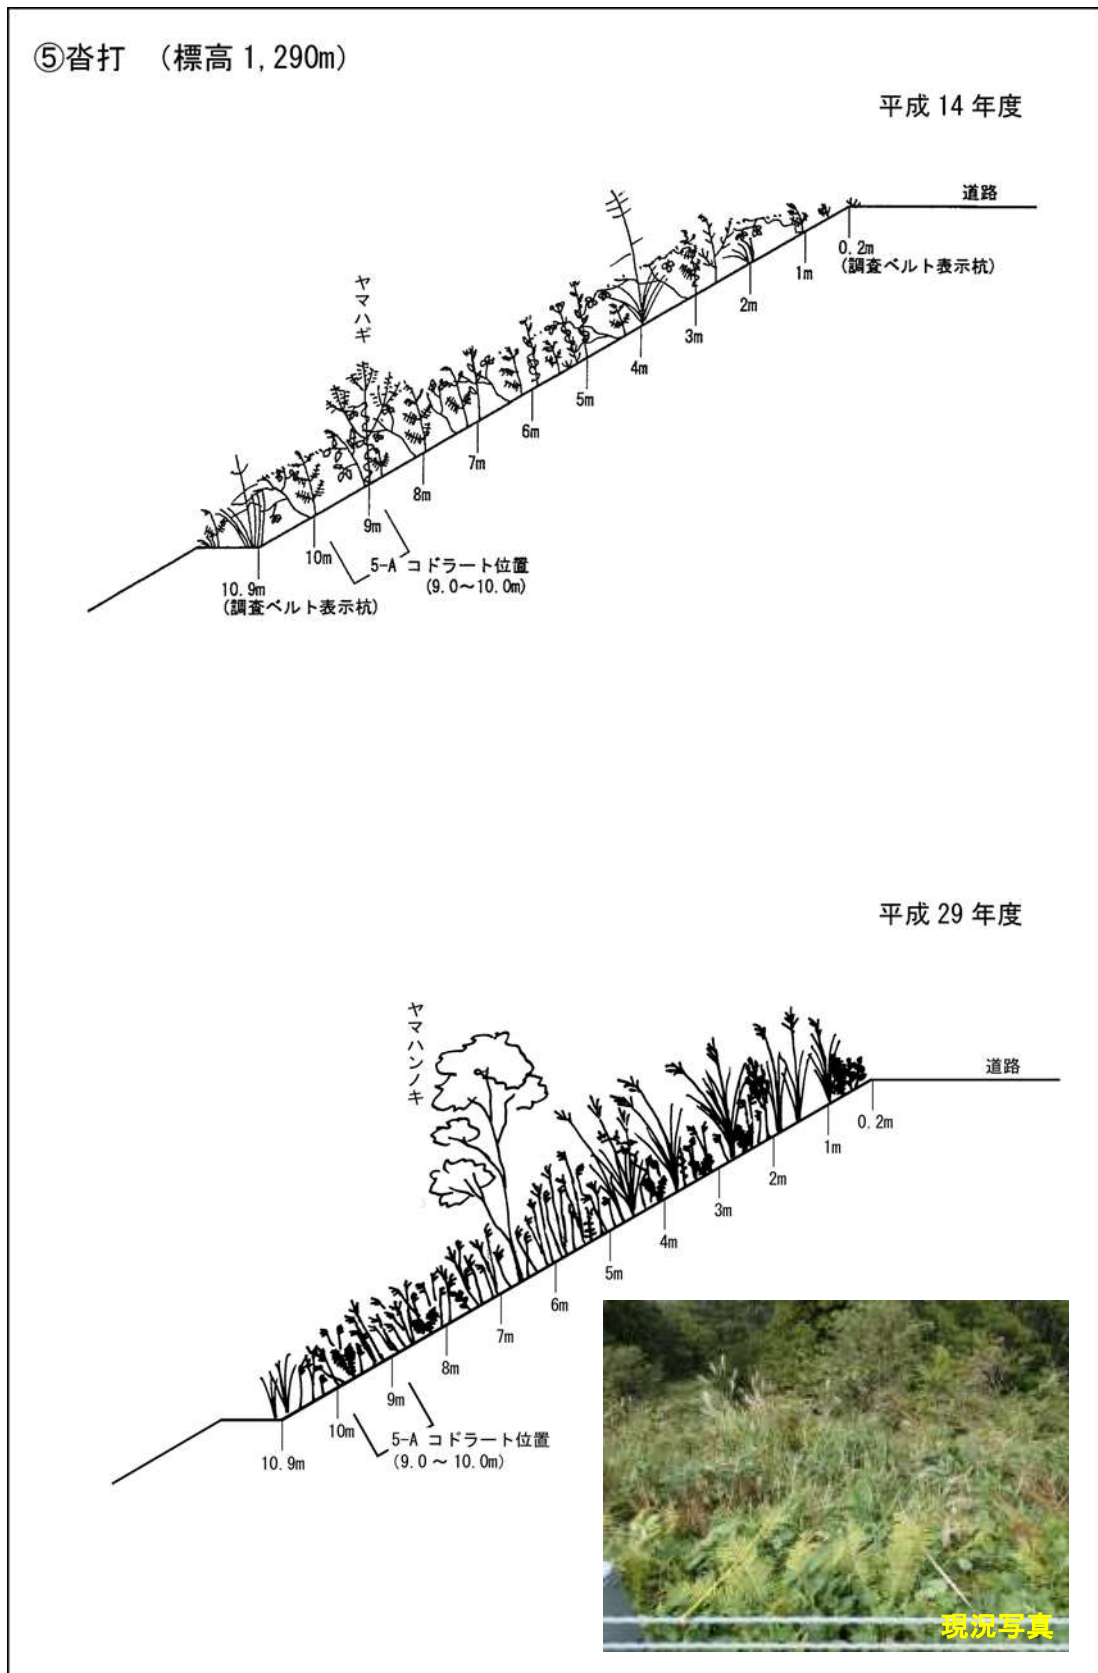 ⑤沓打　（標高 1,290m）
平成 14 年度
道路
0.2m
(調査ベルト表示杭)
1m
2m
3m
4m
5m
6m
7m
8m
9m
10m
ヤマハギ
5-A コドラート位置
(9.0～10.0m)
10.9m
(調査ベルト表示杭)
平成 29 年度
ヤマハンノキ
道路
0.2m
1m
2m
3m
4m
5m
6m
7m
8m
9m
10m
5-A コドラート位置
(9.0 ～ 10.0m)
10.9m
現況写真